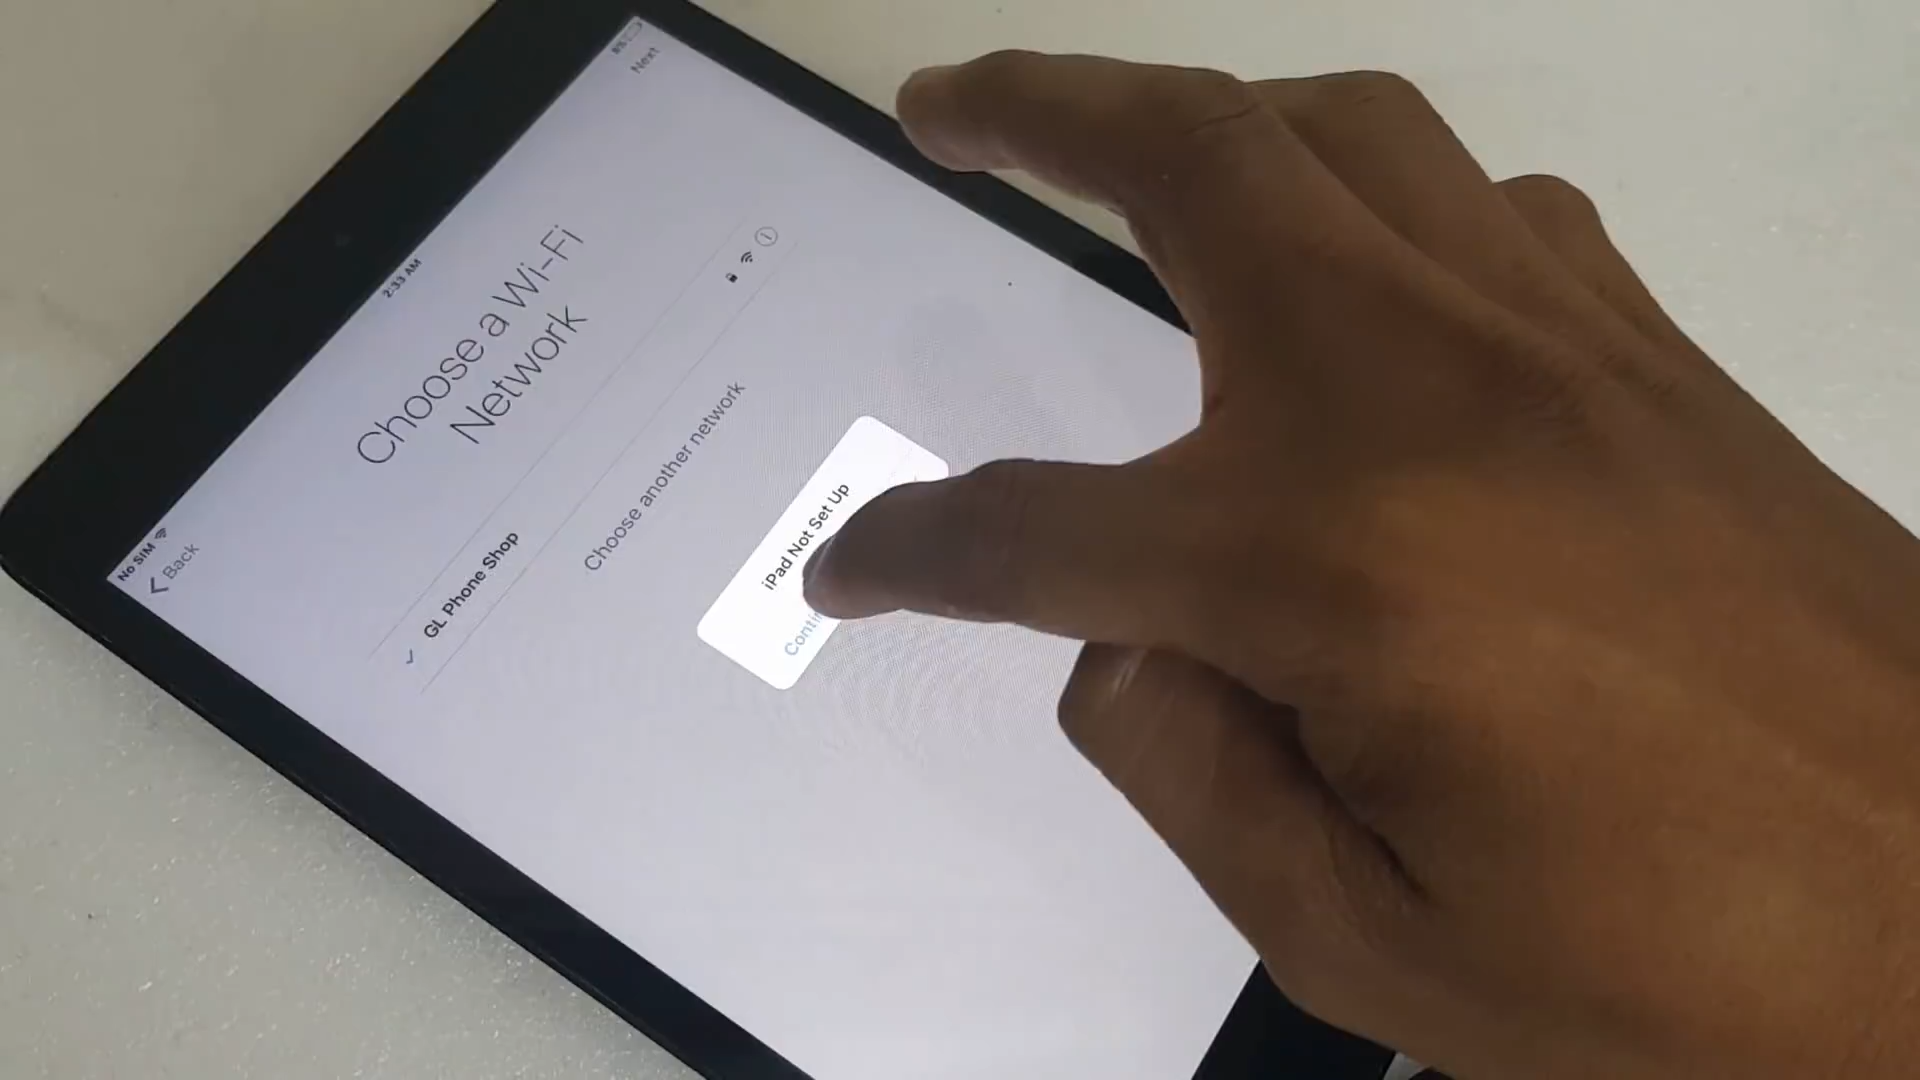 No SIM
2:33 AM
Back
Next
Choose a Wi-Fi
Network
GL Phone Shop
Choose another network
iPad Not Set Up